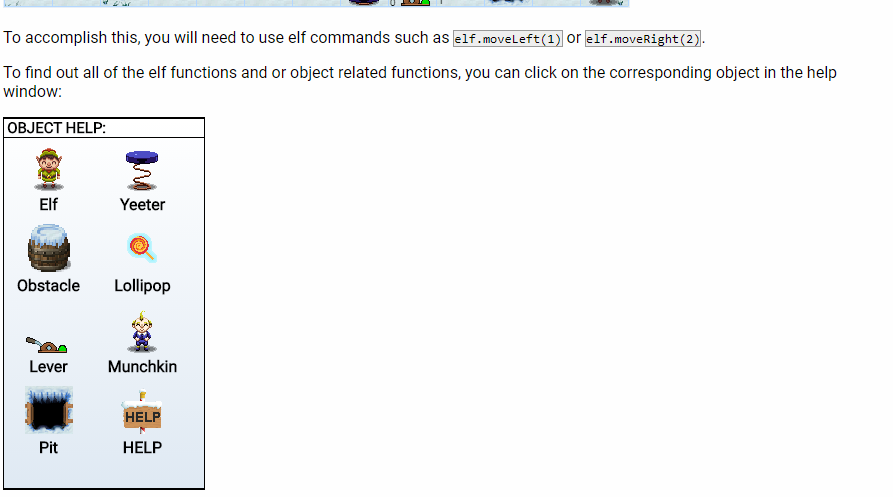 To accomplish this, you will need to use elf commands such as elf.moveLeft(1) or elf.moveRight(2).
To find out all of the elf functions and or object related functions, you can click on the corresponding object in the help
window:
OBJECT HELP:
Elf Yeeter
Obstacle Lollipop
Lever Munchkin
HELP
Pit HELP